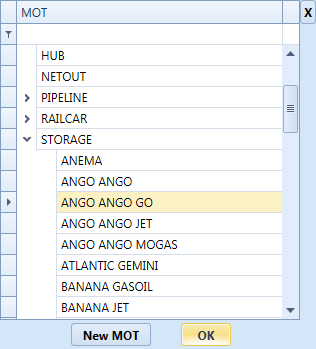 MOT
X
HUB
NETOUT
PIPELINE
RAILCAR
STORAGE
ANEMA
ANGO ANGO
ANGO ANGO GO
ANGO ANGO JET
ANGO ANGO MOGAS
ATLANTIC GEMINI
BANANA GASOIL
BANANA JET
New MOT
OK